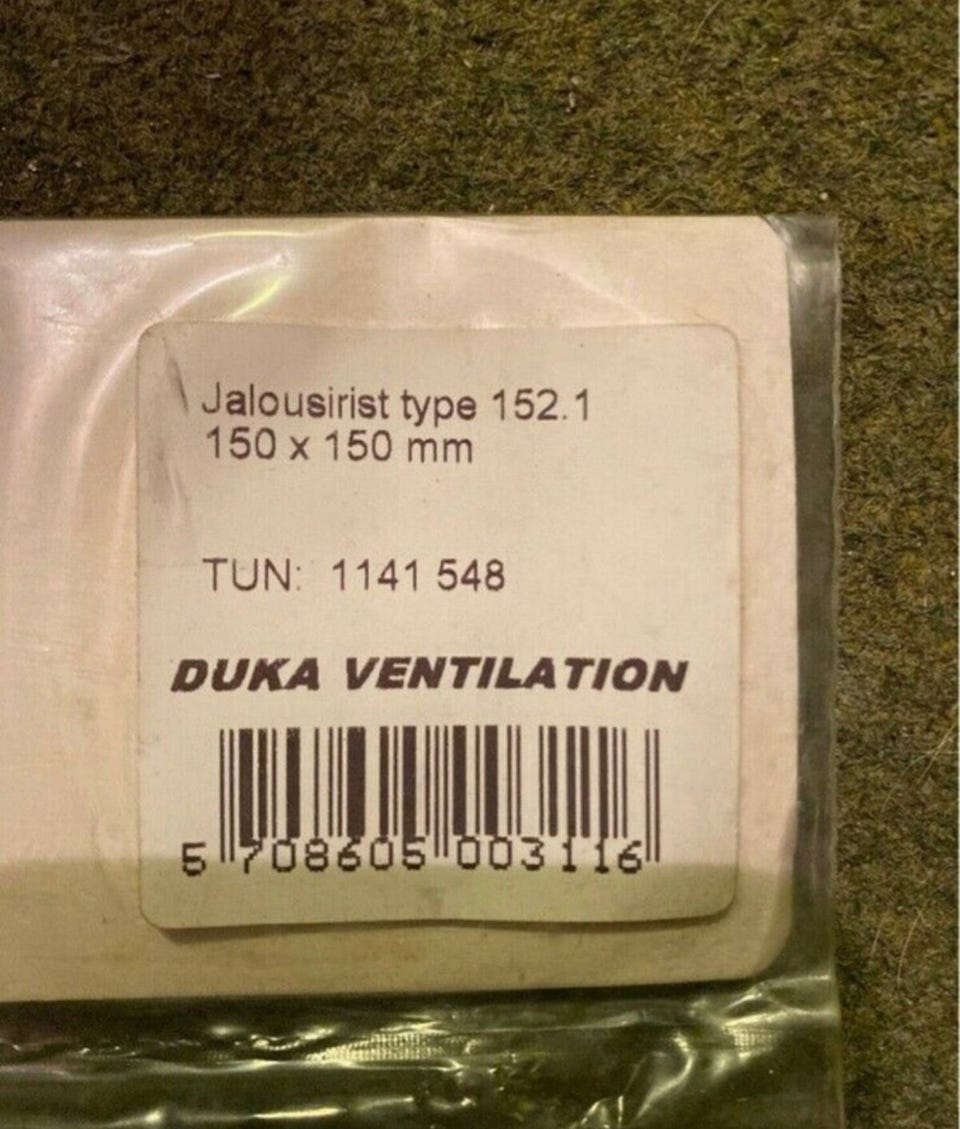 Jalousirist type 152.1
150 x 150 mm
TUN: 1141 548
DUKA VENTILATION
5 708605 003116